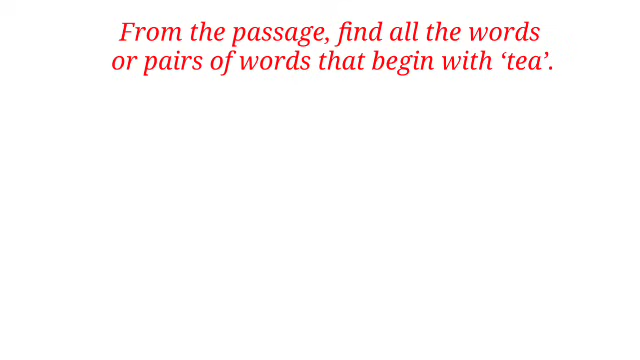 From the passage, find all the words
or pairs of words that begin with ‘tea’.